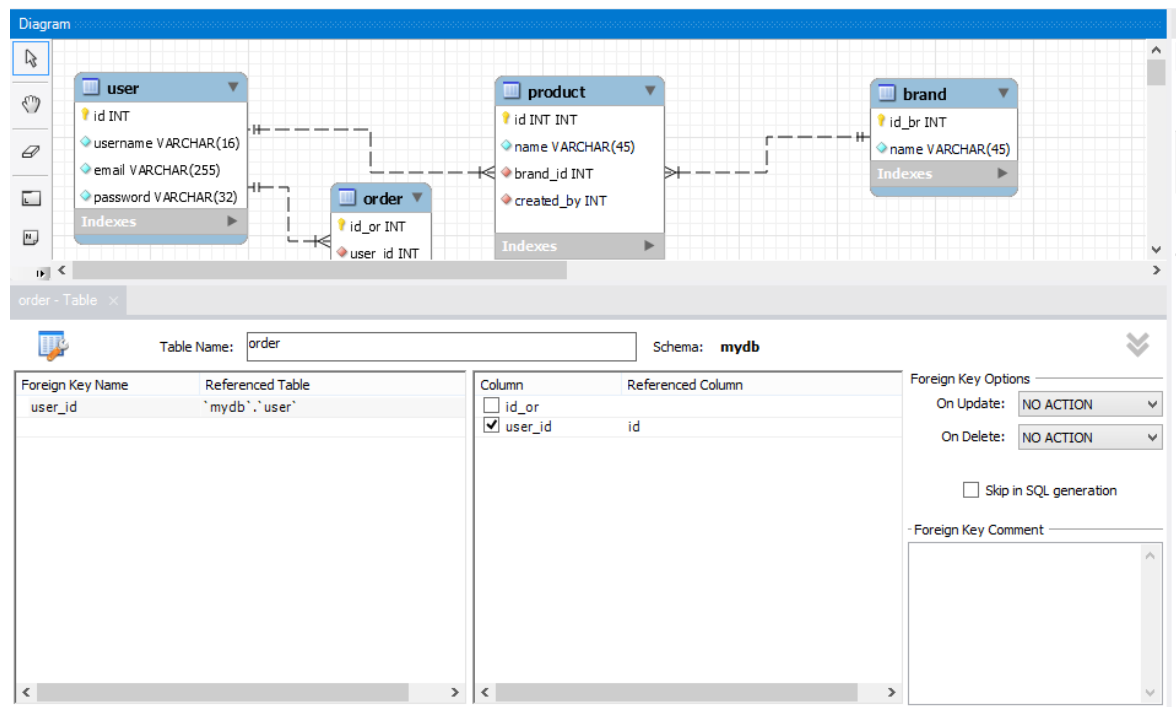 Diagram
user
id INT
username VARCHAR(16)
email VARCHAR(255)
password VARCHAR(32)
Indexes
order
id_or INT
user_id INT
product
id INT INT
name VARCHAR(45)
brand_id INT
created_by INT
Indexes
brand
id_br INT
name VARCHAR(45)
Indexes
order - Table ×
Table Name: order Schema: mydb
Foreign Key Name Referenced Table
user_id `mydb`.`user`
Column Referenced Column
id_or
user_id id
Foreign Key Options
On Update: NO ACTION
On Delete: NO ACTION
Skip in SQL generation
Foreign Key Comment